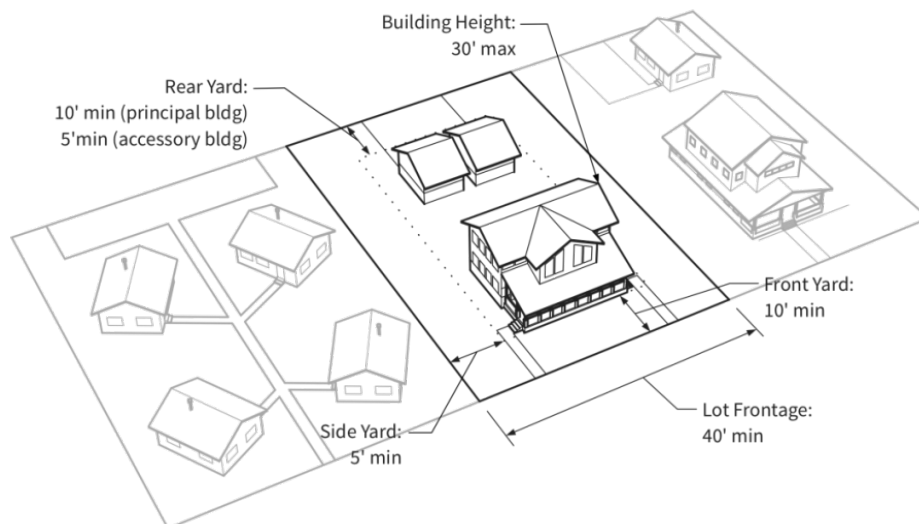 Building Height:
30' max
Rear Yard:
10' min (principal bldg)
5'min (accessory bldg)
Front Yard:
10' min
Lot Frontage:
40' min
Side Yard:
5' min